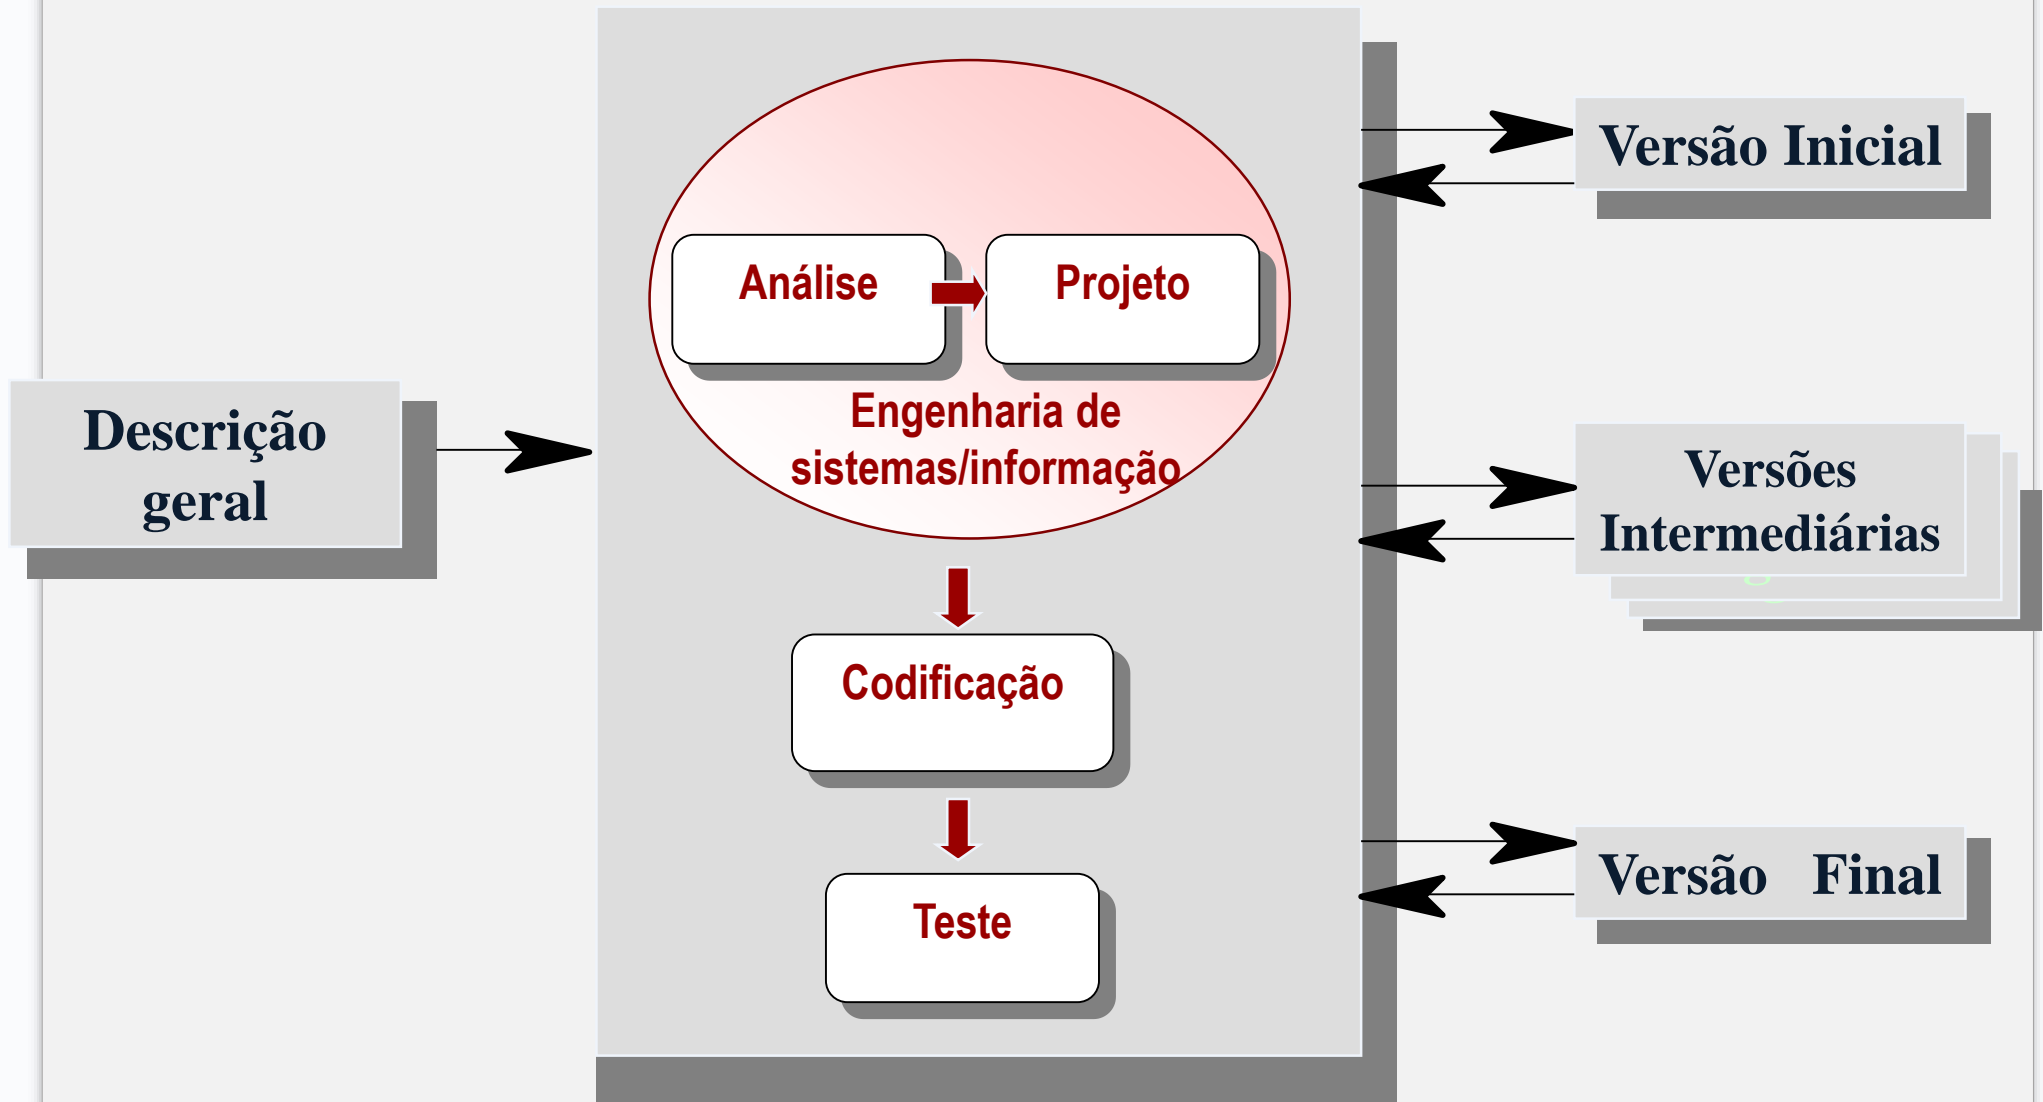 Análise
Projeto
Engenharia de
sistemas/informação
Descrição
geral
Codificação
Teste
Versão Inicial
Versões
Intermediárias
Versão Final